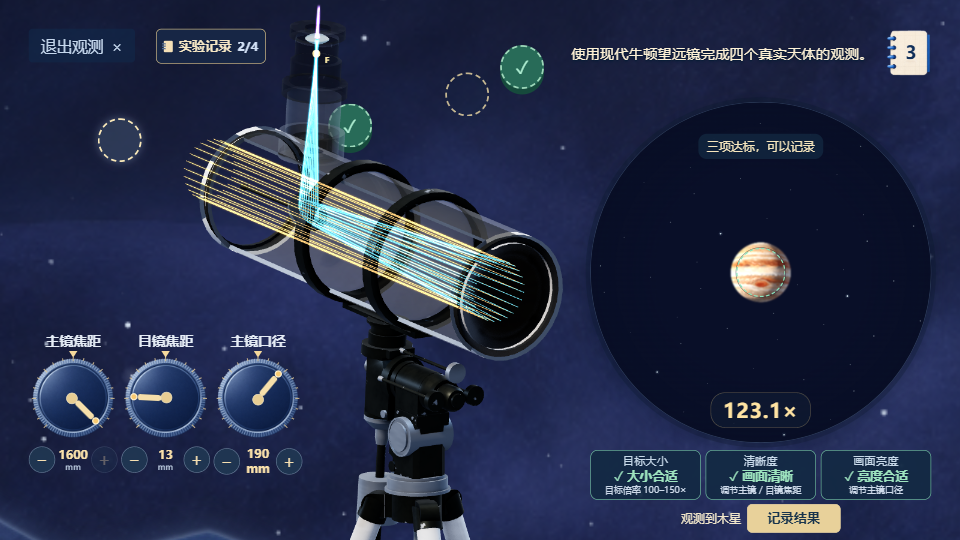 退出观测 ×
实验记录 2/4
使用现代牛顿望远镜完成四个真实天体的观测。
3
F
三项达标，可以记录
123.1×
主镜焦距
目镜焦距
主镜口径
− 1600 mm +
− 13 mm +
− 190 mm +
目标大小
✓ 大小合适
目标倍率 100–150×
清晰度
✓ 画面清晰
调节主镜 / 目镜焦距
画面亮度
✓ 亮度合适
调节主镜口径
观测到木星
记录结果